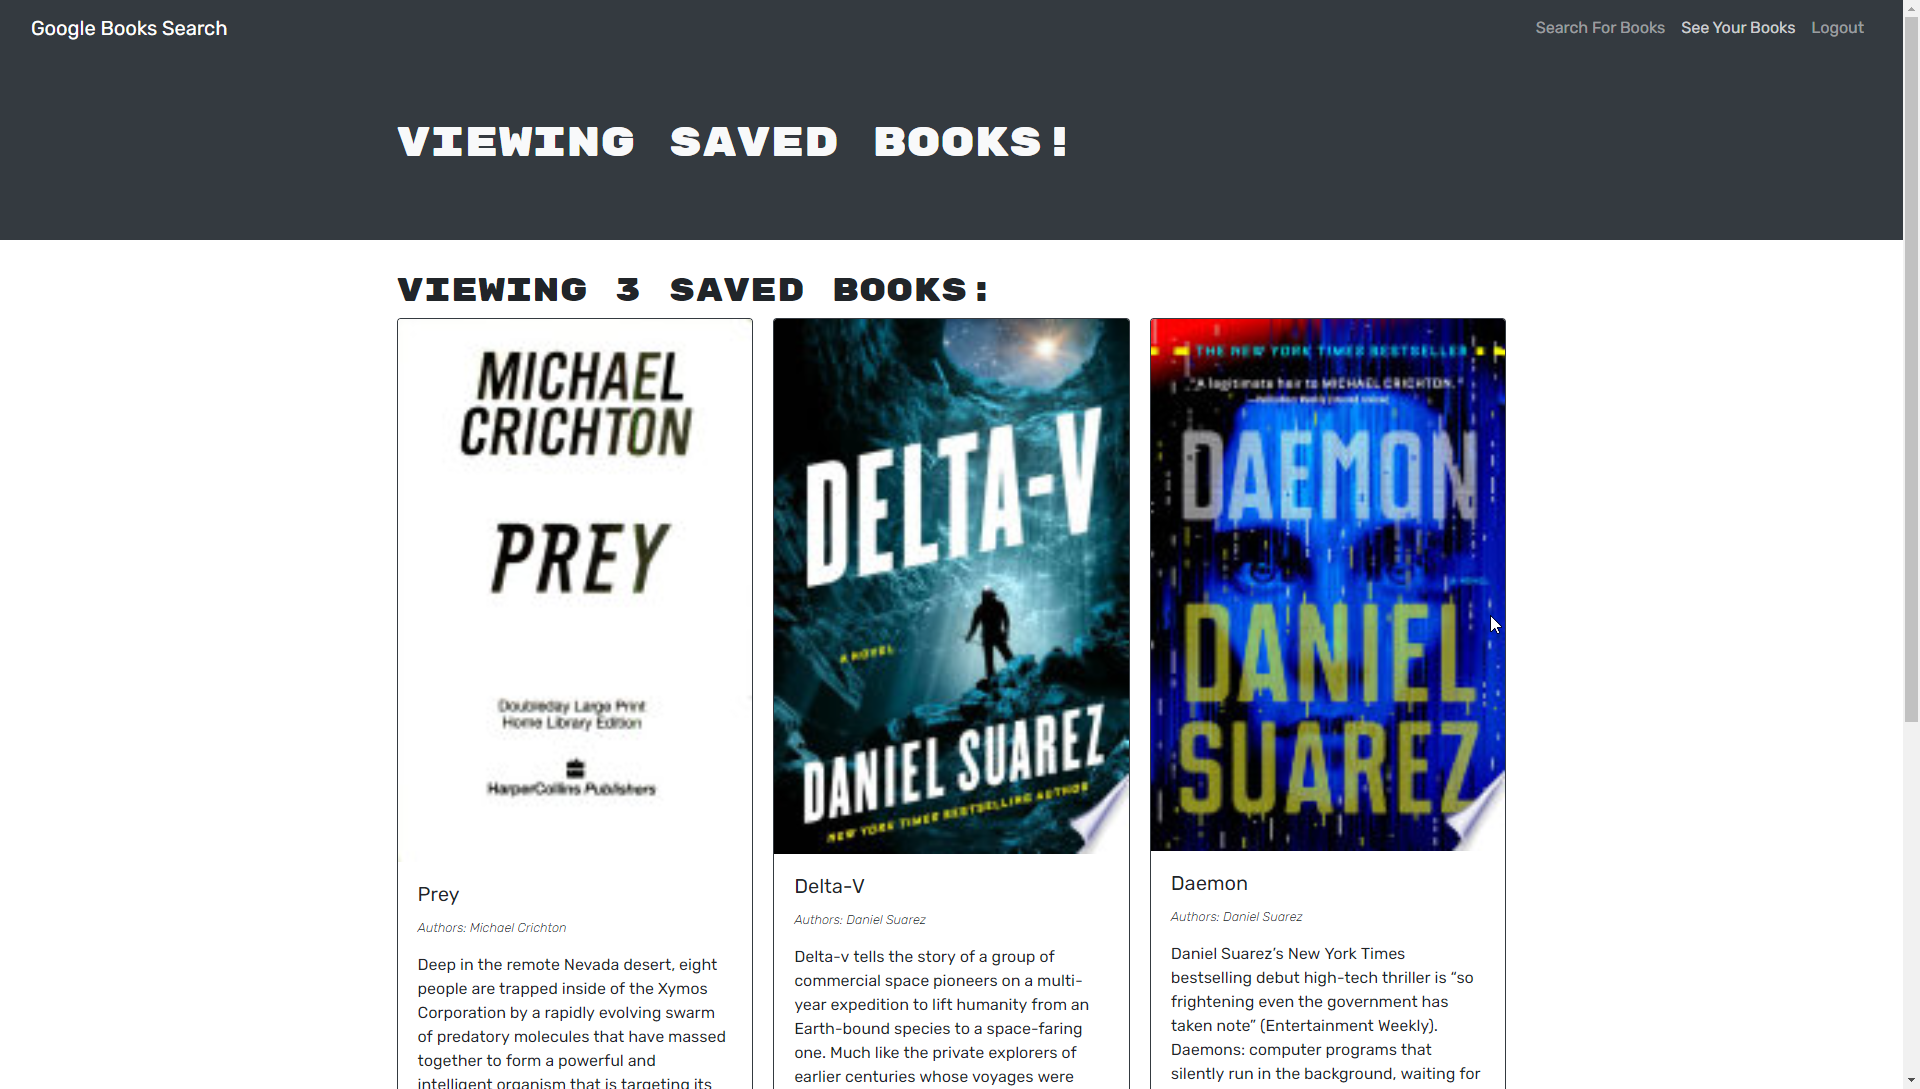 Google Books Search
Search For Books
See Your Books
Logout
VIEWING SAVED BOOKS!
VIEWING 3 SAVED BOOKS:
MICHAEL
CRICHTON
PREY
Doubleday Large Print
Home Library Edition
HarperCollins Publishers
Prey
Authors: Michael Crichton
Deep in the remote Nevada desert, eight
people are trapped inside of the Xymos
Corporation by a rapidly evolving swarm
of predatory molecules that have massed
together to form a powerful and
intelligent organism that is targeting its
DELTA-V
A NOVEL
DANIEL SUAREZ
NEW YORK TIMES BESTSELLING AUTHOR
Delta-V
Authors: Daniel Suarez
Delta-v tells the story of a group of
commercial space pioneers on a multi-
year expedition to lift humanity from an
Earth-bound species to a space-faring
one. Much like the private explorers of
earlier centuries whose voyages were
THE NEW YORK TIMES BESTSELLER
"A legitimate heir to MICHAEL CRICHTON."
DAEMON
DANIEL
SUAREZ
Daemon
Authors: Daniel Suarez
Daniel Suarez’s New York Times
bestselling debut high-tech thriller is “so
frightening even the government has
taken note” (Entertainment Weekly).
Daemons: computer programs that
silently run in the background, waiting for